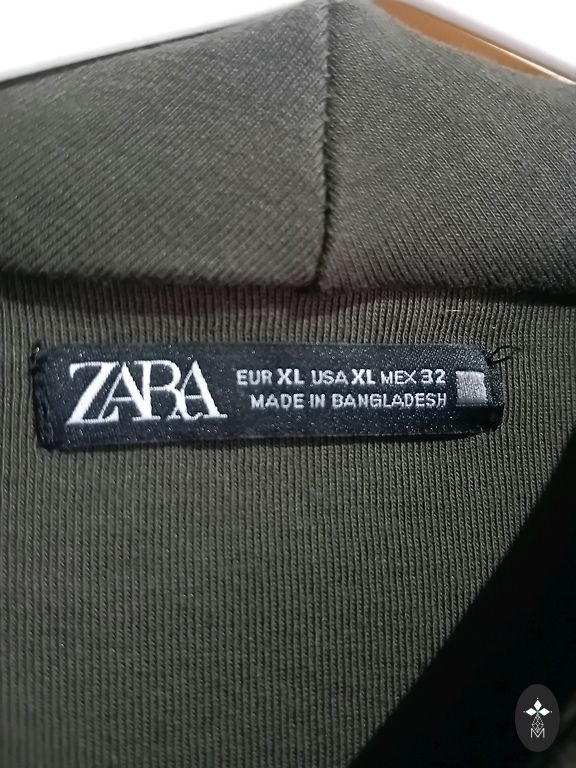 ZARA
EUR XL USA XL MEX 32
MADE IN BANGLADESH
M